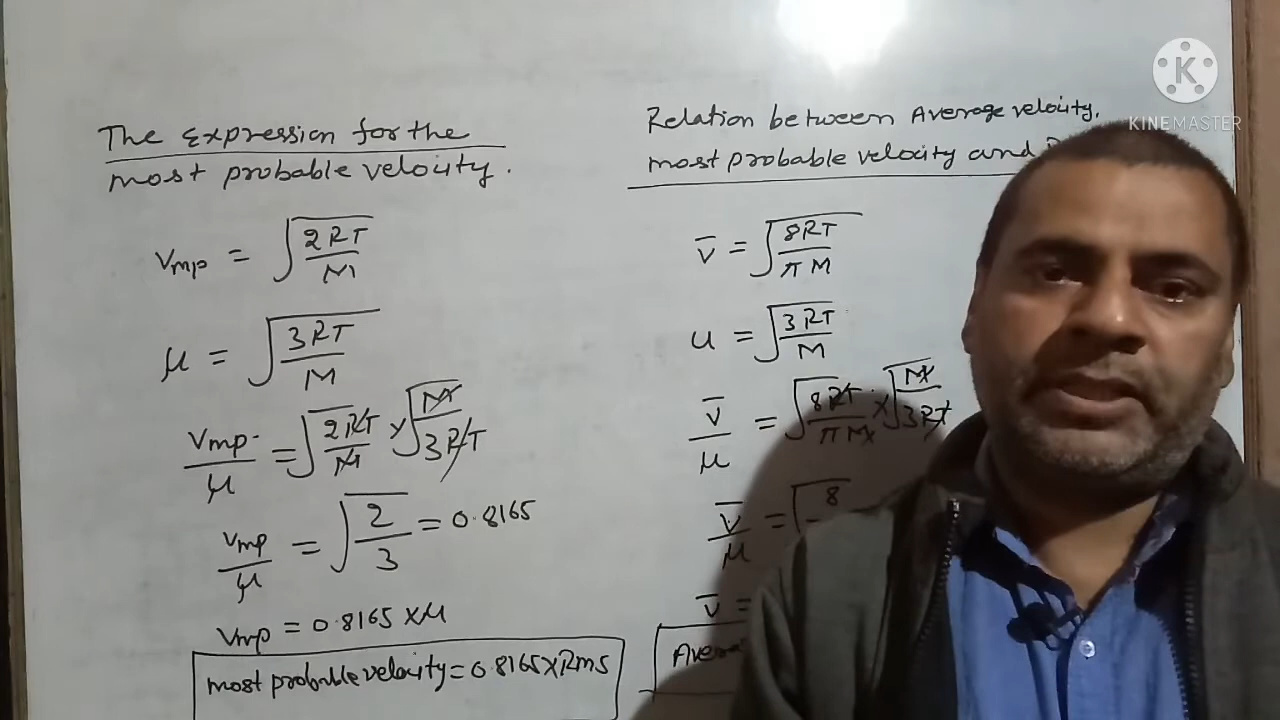 The Expression for the
most probable velocity.
Vmp = √2RT/M
μ = √3RT/M
Vmp/μ = √2RT/M × √M/3RT
Vmp/μ = √2/3 = 0.8165
Vmp = 0.8165 × μ
most probable velocity = 0.8165 × Rms
Relation between Average velocity,
most probable velocity and
v̅ = √8RT/πM
u = √3RT/M
v̅/μ = √8RT/πM × √M/3RT
v̅/μ = √8
v̅ =
K
KINEMASTER